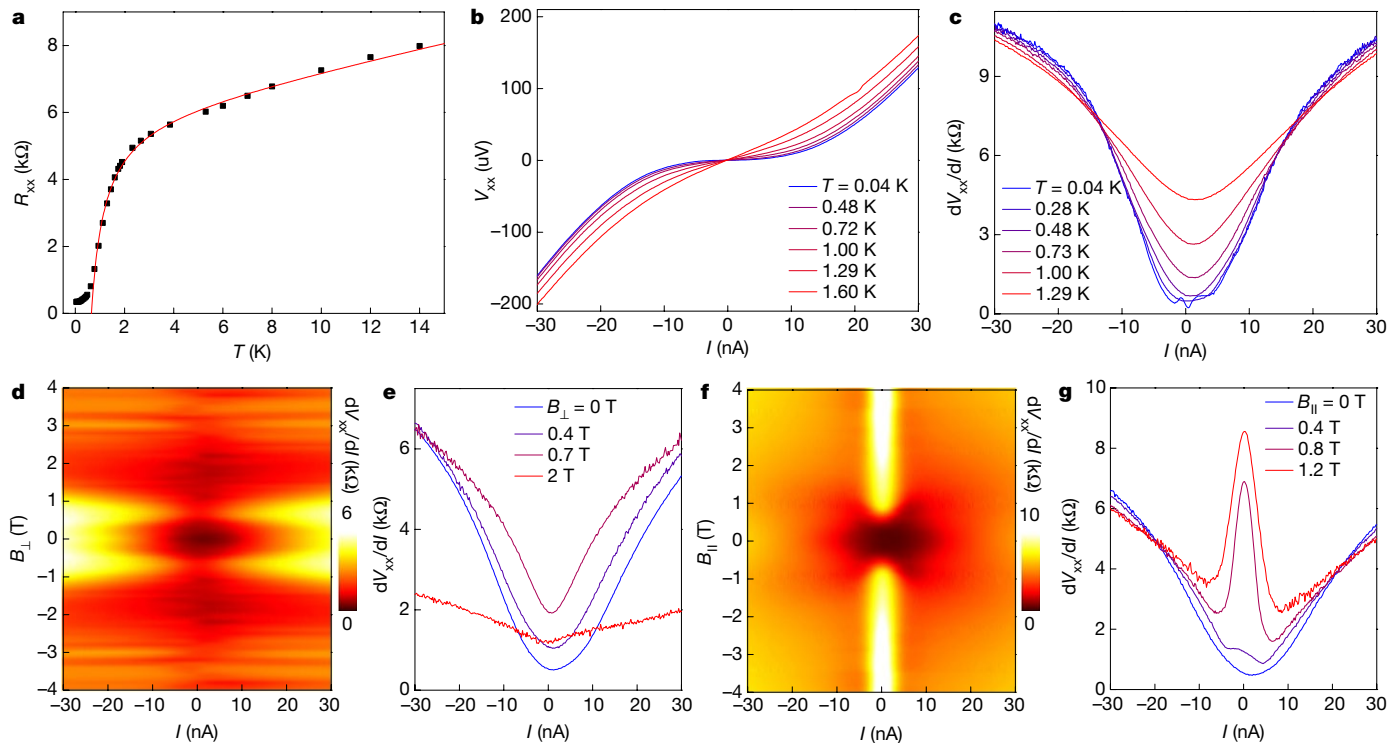 a
R_xx (kΩ)
8
6
4
2
0
0 2 4 6 8 10 12 14
T (K)
b
V_xx (uV)
100
0
−100
−200
−30 −20 −10 0 10 20 30
I (nA)
T = 0.04 K
0.48 K
0.72 K
1.00 K
1.29 K
1.60 K
c
dV_xx/dI (kΩ)
9
6
3
0
−30 −20 −10 0 10 20 30
I (nA)
T = 0.04 K
0.28 K
0.48 K
0.73 K
1.00 K
1.29 K
d
B_⊥ (T)
4
3
2
1
0
−1
−2
−3
−4
−30 −20 −10 0 10 20 30
I (nA)
dV_xx/dI (kΩ)
6
0
e
dV_xx/dI (kΩ)
6
4
2
0
−30 −20 −10 0 10 20 30
I (nA)
B_⊥ = 0 T
0.4 T
0.7 T
2 T
f
B_|| (T)
4
3
2
1
0
−1
−2
−3
−4
−30 −20 −10 0 10 20 30
I (nA)
dV_xx/dI (kΩ)
10
0
g
dV_xx/dI (kΩ)
10
8
6
4
2
0
−30 −20 −10 0 10 20 30
I (nA)
B_|| = 0 T
0.4 T
0.8 T
1.2 T